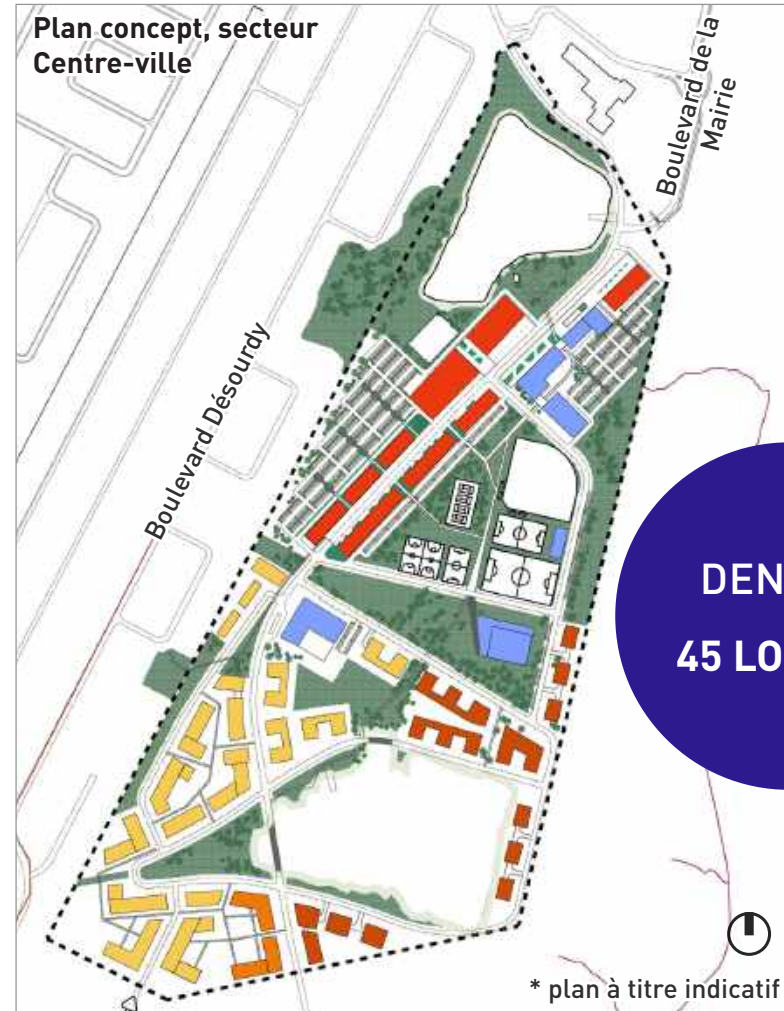 Plan concept, secteur
Centre-ville
Boulevard de la
Mairie
Boulevard Désourdy
DEN
45 LO
* plan à titre indicatif